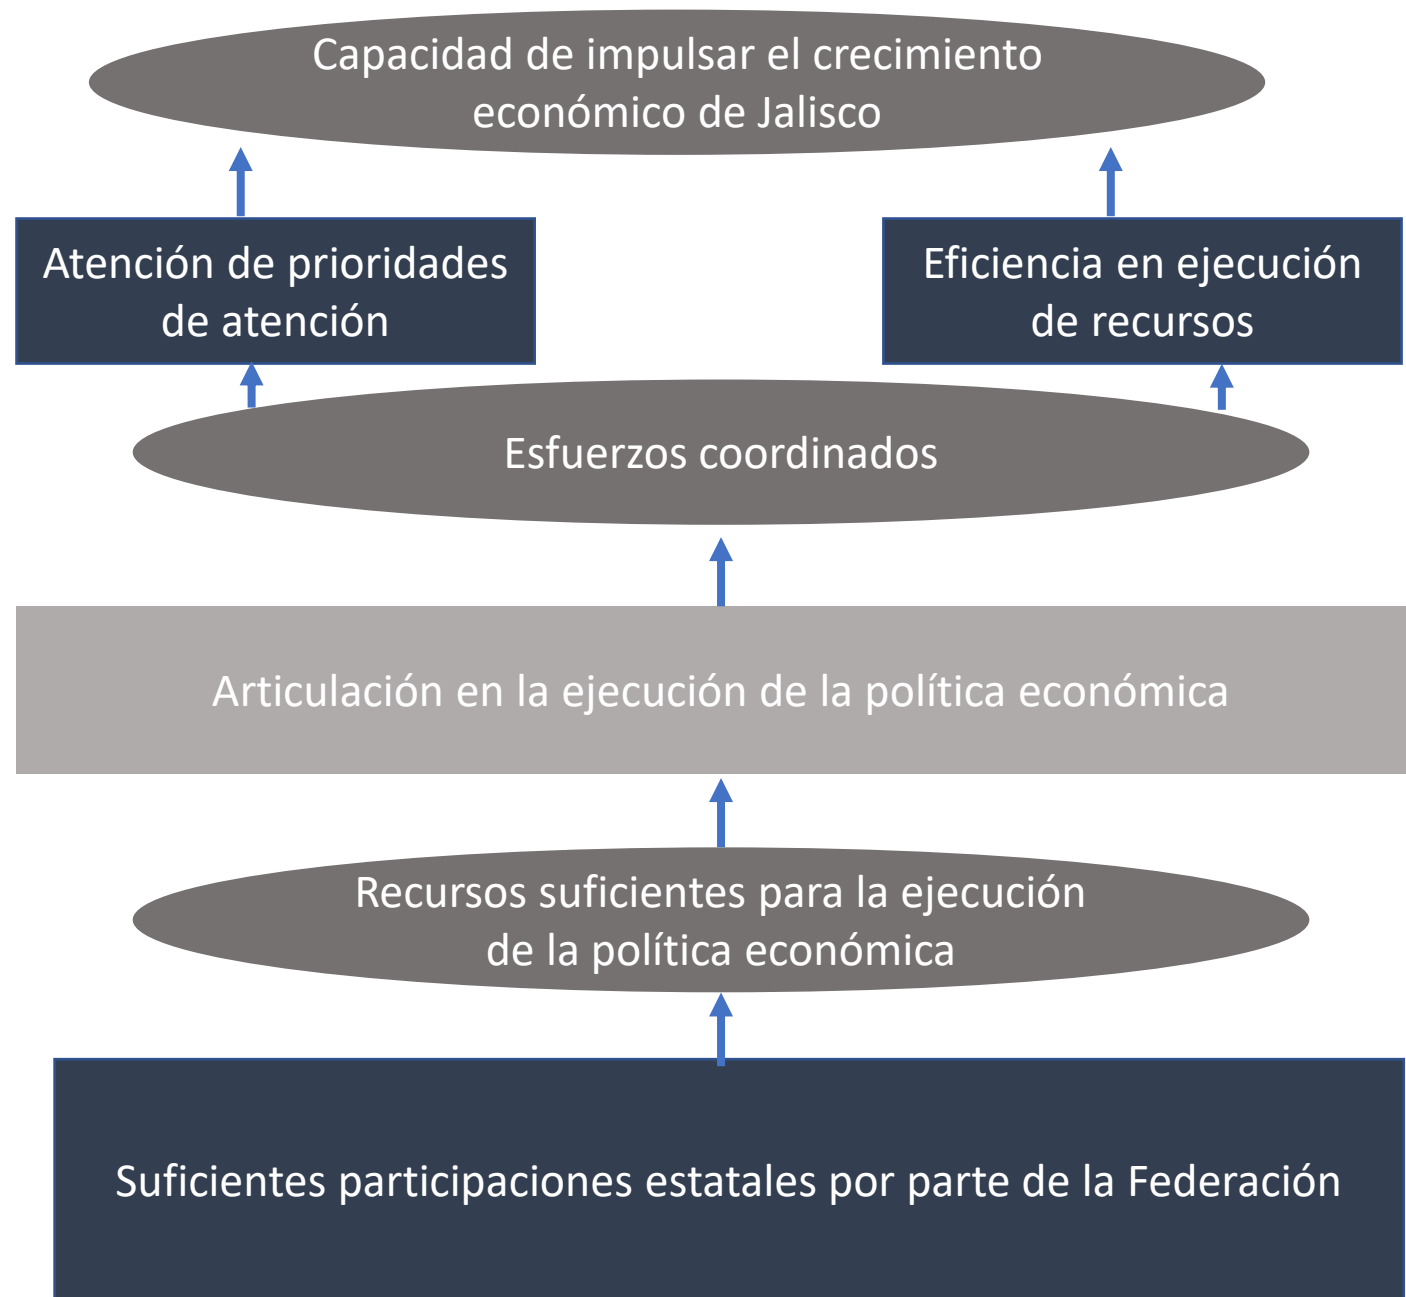 Capacidad de impulsar el crecimiento
económico de Jalisco
Atención de prioridades
de atención
Eficiencia en ejecución
de recursos
Esfuerzos coordinados
Articulación en la ejecución de la política económica
Recursos suficientes para la ejecución
de la política económica
Suficientes participaciones estatales por parte de la Federación